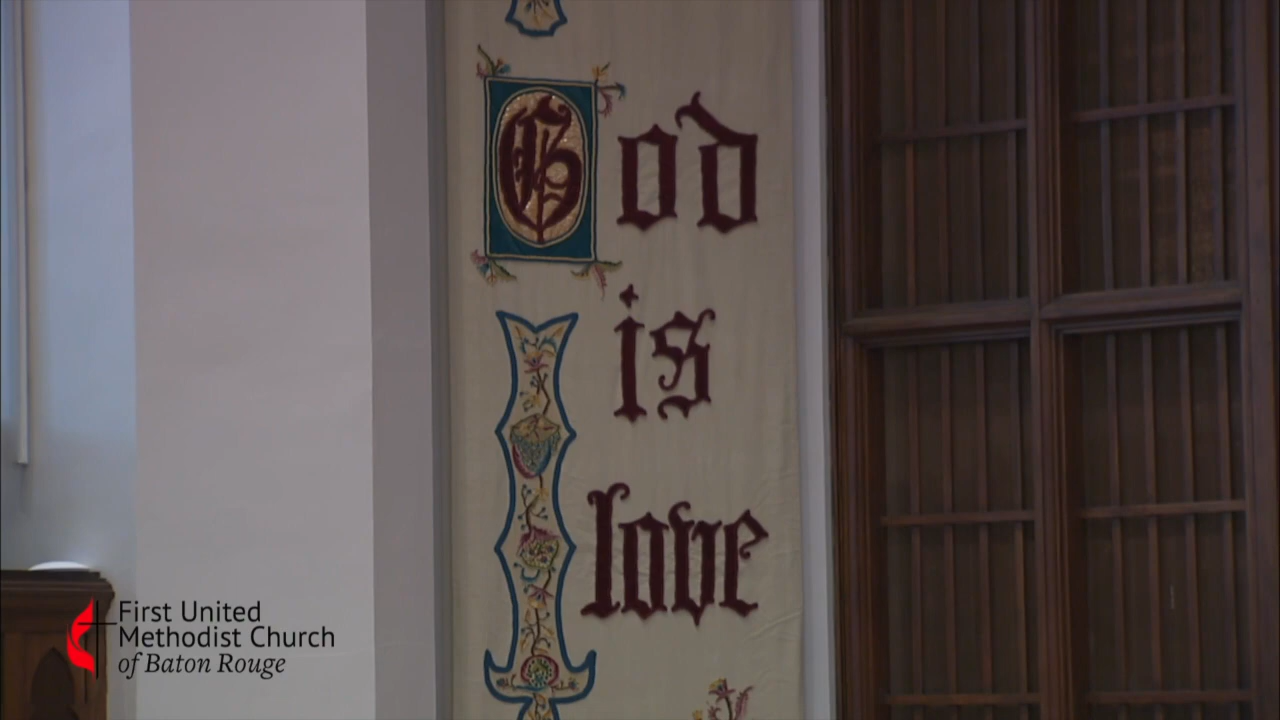 God
is
love
First United
Methodist Church
of Baton Rouge